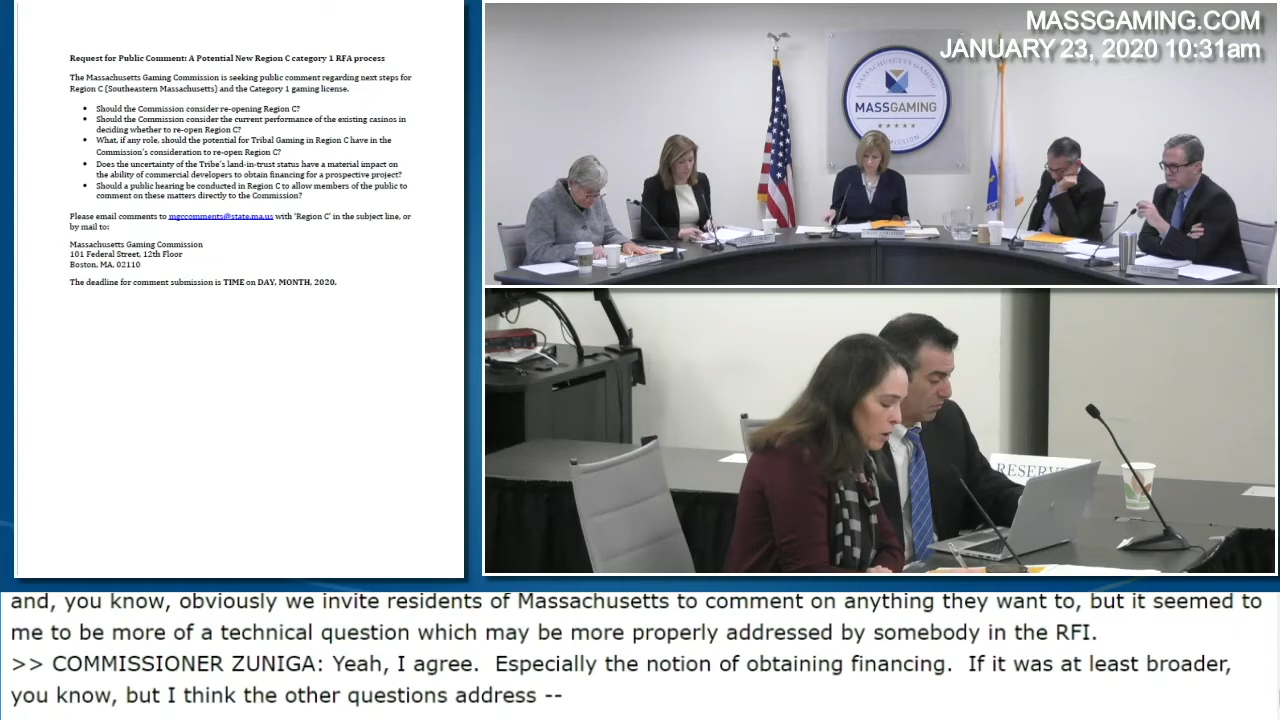 Request for Public Comment: A Potential New Region C category 1 RFA process
The Massachusetts Gaming Commission is seeking public comment regarding next steps for
Region C (Southeastern Massachusetts) and the Category 1 gaming license.
• Should the Commission consider re-opening Region C?
• Should the Commission consider the current performance of the existing casinos in
deciding whether to re-open Region C?
• What, if any role, should the potential for Tribal Gaming in Region C have in the
Commission's consideration to re-open Region C?
• Does the uncertainty of the Tribe's land-in-trust status have a material impact on
the ability of commercial developers to obtain financing for a prospective project?
• Should a public hearing be conducted in Region C to allow members of the public to
comment on these matters directly to the Commission?
Please email comments to mgccomments@state.ma.us with 'Region C' in the subject line, or
by mail to:
Massachusetts Gaming Commission
101 Federal Street, 12th Floor
Boston, MA. 02110
The deadline for comment submission is TIME on DAY, MONTH, 2020.
MASSGAMING.COM
JANUARY 23, 2020 10:31am
MASSACHUSETTS GAMING
MASSGAMING
COMMISSION
RESERVE
and, you know, obviously we invite residents of Massachusetts to comment on anything they want to, but it seemed to
me to be more of a technical question which may be more properly addressed by somebody in the RFI.
>> COMMISSIONER ZUNIGA: Yeah, I agree. Especially the notion of obtaining financing. If it was at least broader,
you know, but I think the other questions address --